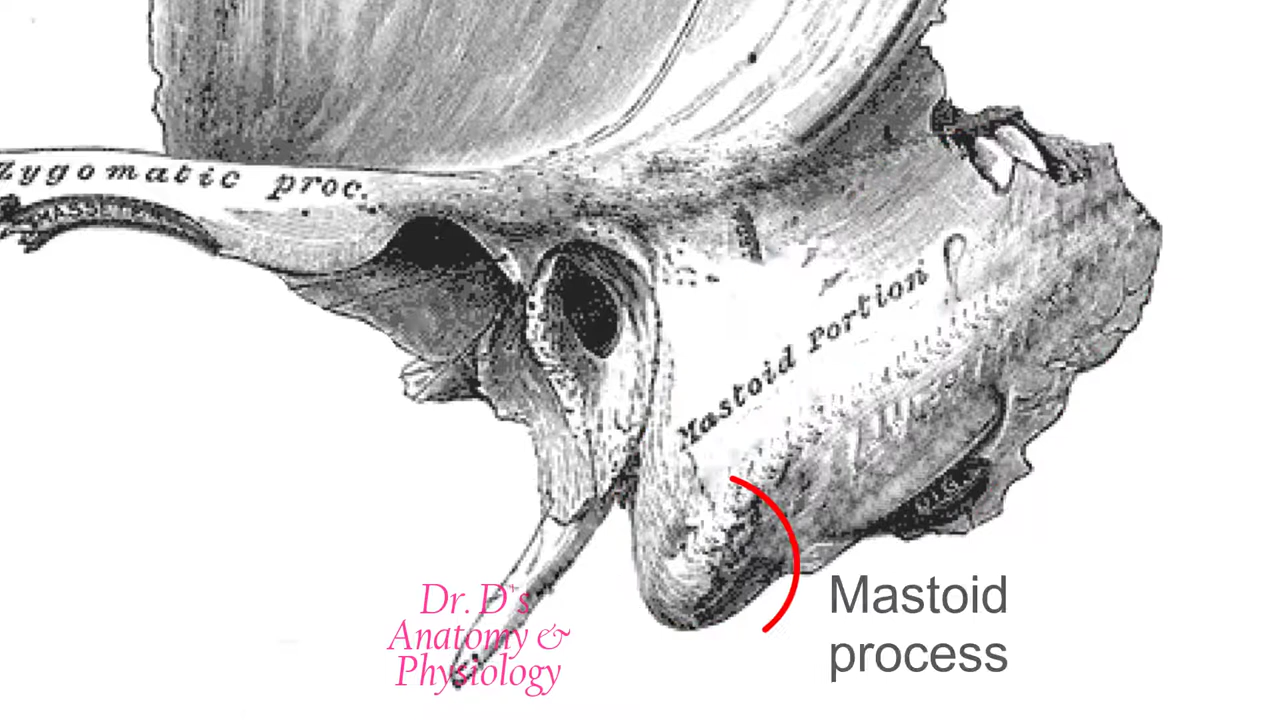 Zygomatic proc.
Mastoid Portion
Mastoid
process
Dr. D's
Anatomy &
Physiology